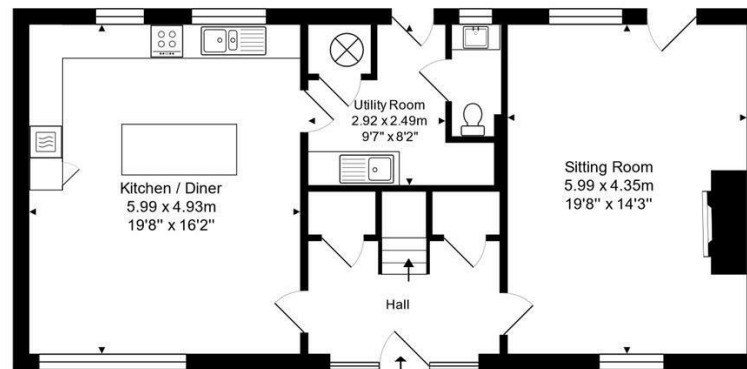 Utility Room
2.92 x 2.49m
9'7" x 8'2"
Kitchen / Diner
5.99 x 4.93m
19'8" x 16'2"
Sitting Room
5.99 x 4.35m
19'8" x 14'3"
Hall